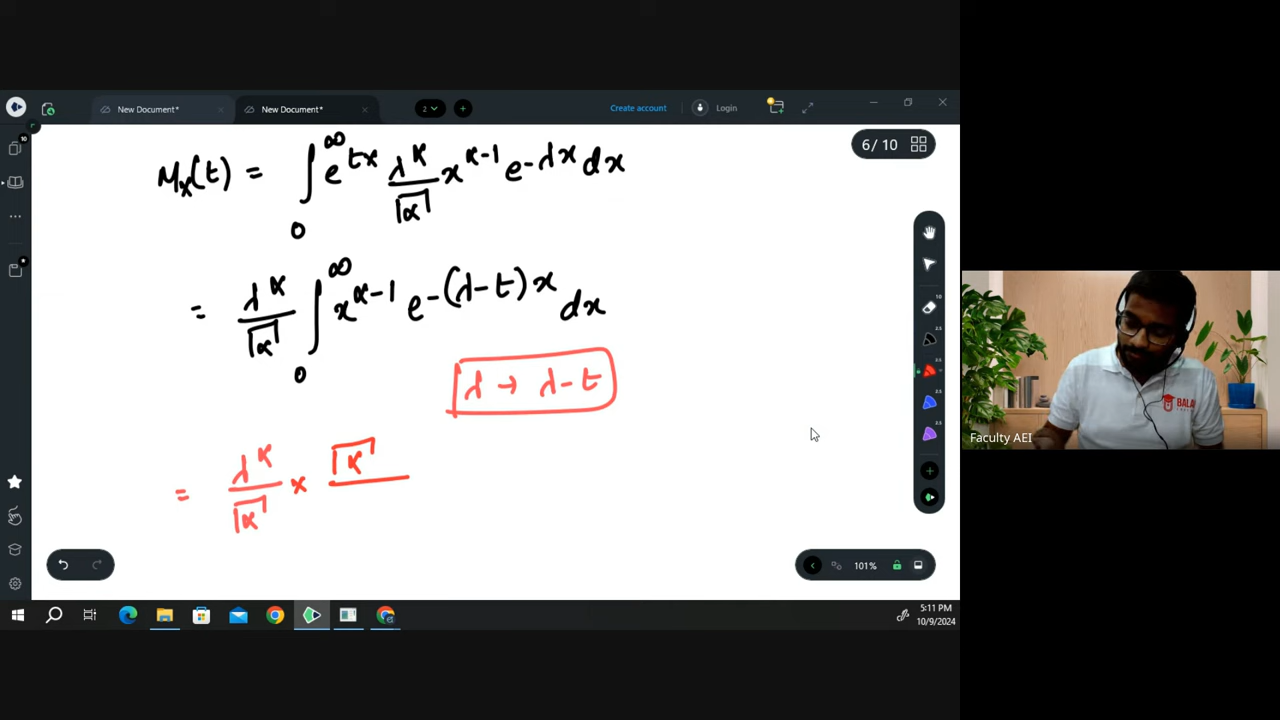 New Document*
New Document*
2
Create account
Login
6 / 10
M_x(t) = ∫_0^∞ e^{tx} λ^α/Γα x^{α-1} e^{-λx} dx
= λ^α/Γα ∫_0^∞ x^{α-1} e^{-(λ-t)x} dx
λ → λ-t
= λ^α/Γα × Γα
Faculty AEI
101%
5:11 PM
10/9/2024